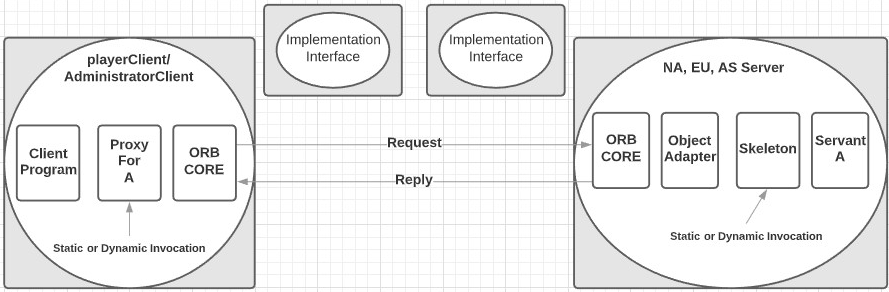 playerClient/
AdministratorClient
Implementation
Interface
Implementation
Interface
NA, EU, AS Server
Client
Program
Proxy
For
A
ORB
CORE
Request
Reply
ORB
CORE
Object
Adapter
Skeleton
Servant
A
Static or Dynamic Invocation
Static or Dynamic Invocation